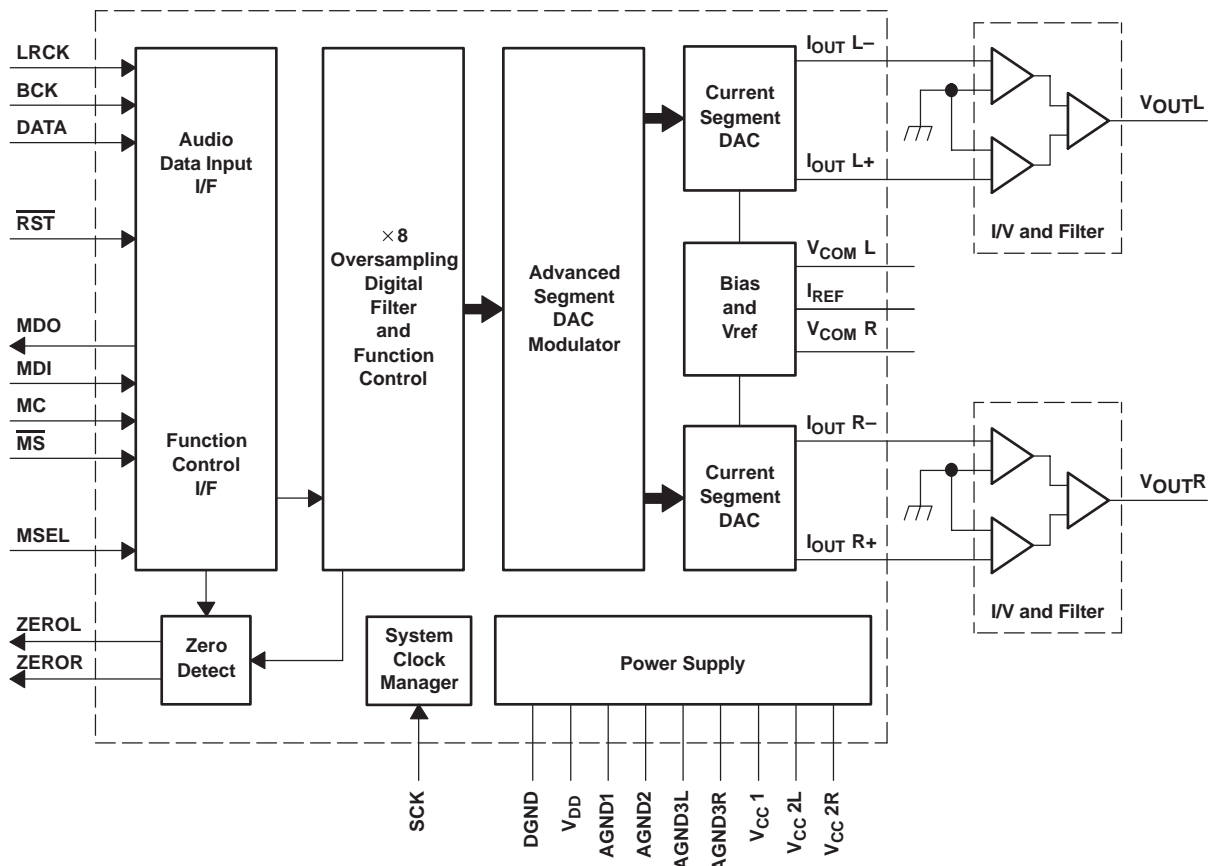 LRCK
BCK
DATA
RST
MDO
MDI
MC
MS
MSEL
ZEROL
ZEROR
Audio
Data Input
I/F
Function
Control
I/F
Zero
Detect
×8
Oversampling
Digital
Filter
and
Function
Control
System
Clock
Manager
SCK
Advanced
Segment
DAC
Modulator
Current
Segment
DAC
Bias
and
Vref
Current
Segment
DAC
Power Supply
DGND
VDD
AGND1
AGND2
AGND3L
AGND3R
VCC 1
VCC 2L
VCC 2R
IOUT L–
IOUT L+
VCOM L
IREF
VCOM R
IOUT R–
IOUT R+
VOUTL
I/V and Filter
VOUTR
I/V and Filter